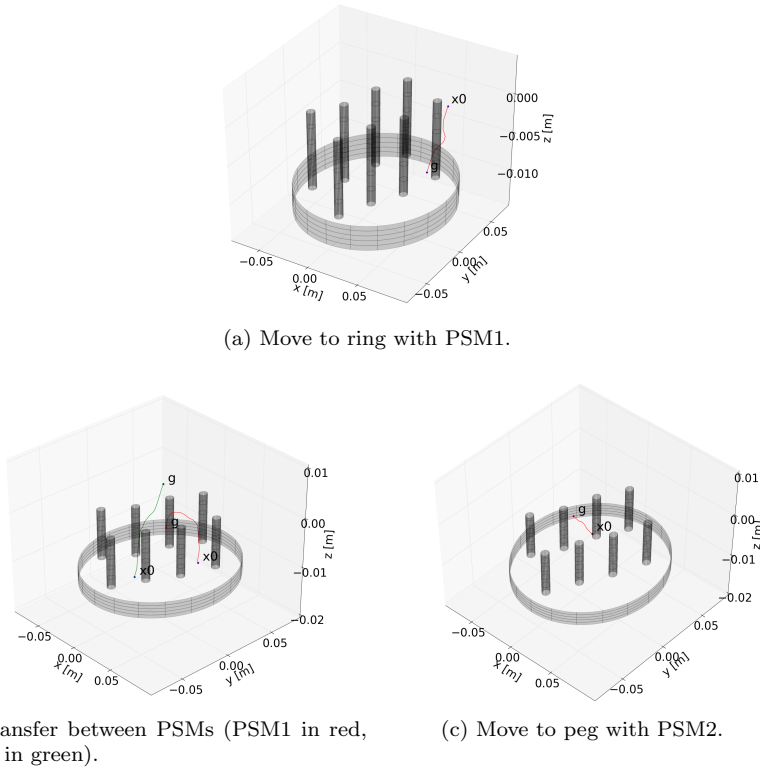 x0
g
0.000
−0.005
−0.010
z [m]
−0.05
0.00
0.05
x [m]
−0.05
0.00
0.05
y [m]
(a) Move to ring with PSM1.
g
g
x0
x0
0.01
0.00
−0.01
−0.02
z [m]
−0.05
0.00
0.05
x [m]
−0.05
0.00
0.05
y [m]
ansfer between PSMs (PSM1 in red,
in green).
g
x0
0.01
0.00
−0.01
−0.02
z [m]
−0.05
0.00
0.05
x [m]
−0.05
0.00
0.05
y [m]
(c) Move to peg with PSM2.